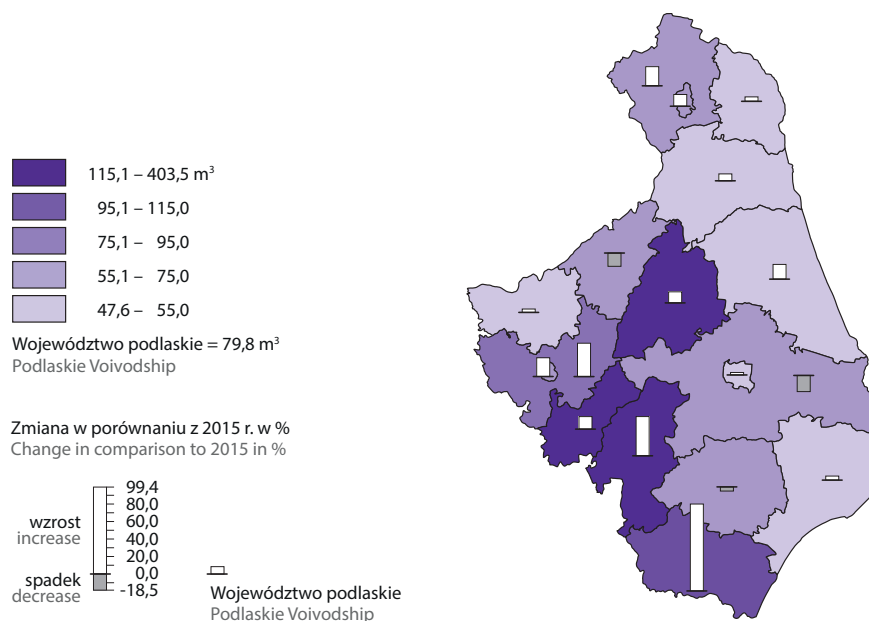 115,1 – 403,5 m³
95,1 – 115,0
75,1 – 95,0
55,1 – 75,0
47,6 – 55,0
Województwo podlaskie = 79,8 m³
Podlaskie Voivodship
Zmiana w porównaniu z 2015 r. w %
Change in comparison to 2015 in %
wzrost
increase
spadek
decrease
99,4
80,0
60,0
40,0
20,0
0,0
-18,5
Województwo podlaskie
Podlaskie Voivodship